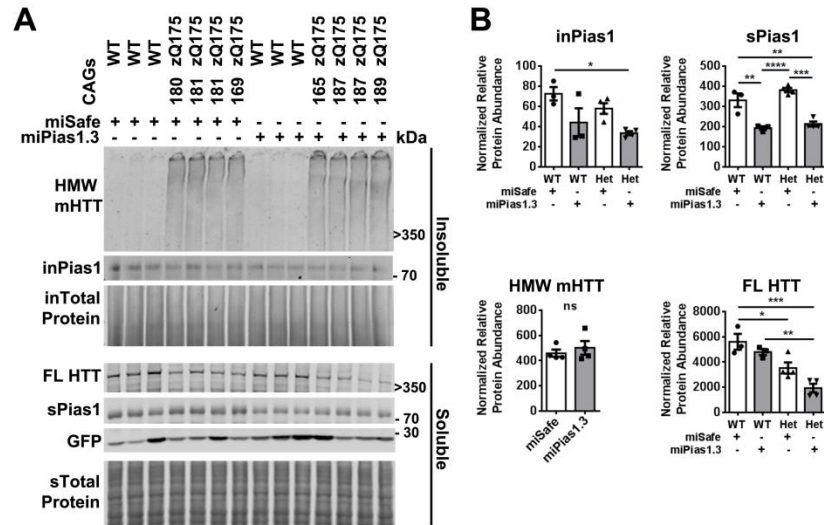 A
CAGs WT WT WT 180 zQ175 181 zQ175 181 zQ175 169 zQ175 WT WT WT 165 zQ175 187 zQ175 187 zQ175 189 zQ175
miSafe + + + + + + + - - - - - - -
miPias1.3 - - - - - - - + + + + + + + kDa
HMW
mHTT
>350
inPias1
- 70
inTotal
Protein
Insoluble
FL HTT
>350
sPias1
- 70
GFP
- 30
sTotal
Protein
Soluble
B
inPias1
Normalized Relative
Protein Abundance
80
60
40
20
0
*
WT WT Het Het
miSafe + - + -
miPias1.3 - + - +
sPias1
Normalized Relative
Protein Abundance
400
300
200
100
0
**
** ****
***
WT WT Het Het
miSafe + - + -
miPias1.3 - + - +
HMW mHTT
Normalized Relative
Protein Abundance
800
600
400
200
0
ns
miSafe
miPias1.3
FL HTT
Normalized Relative
Protein Abundance
8000
6000
4000
2000
0
***
*
**
WT WT Het Het
miSafe + - + -
miPias1.3 - + - +